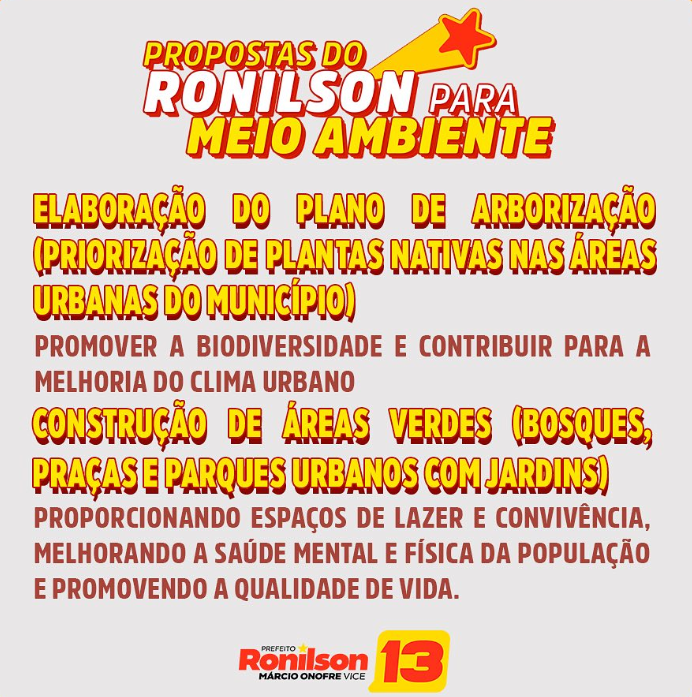 PROPOSTAS DO
RONILSON PARA
MEIO AMBIENTE
ELABORAÇÃO DO PLANO DE ARBORIZAÇÃO
(PRIORIZAÇÃO DE PLANTAS NATIVAS NAS ÁREAS
URBANAS DO MUNICÍPIO)
PROMOVER A BIODIVERSIDADE E CONTRIBUIR PARA A
MELHORIA DO CLIMA URBANO
CONSTRUÇÃO DE ÁREAS VERDES (BOSQUES,
PRAÇAS E PARQUES URBANOS COM JARDINS)
PROPORCIONANDO ESPAÇOS DE LAZER E CONVIVÊNCIA,
MELHORANDO A SAÚDE MENTAL E FÍSICA DA POPULAÇÃO
E PROMOVENDO A QUALIDADE DE VIDA.
PREFEITO
Ronilson 13
MÁRCIO ONOFRE VICE